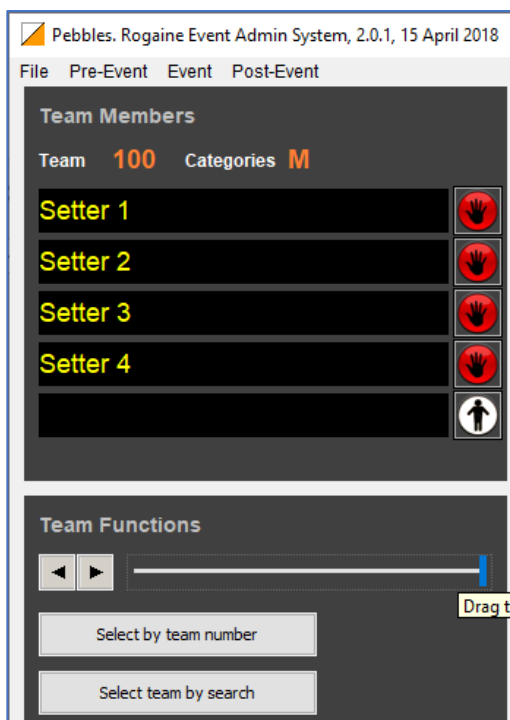 Pebbles. Rogaine Event Admin System, 2.0.1, 15 April 2018
File Pre-Event Event Post-Event
Team Members
Team 100 Categories M
Setter 1
Setter 2
Setter 3
Setter 4
Team Functions
Drag t
Select by team number
Select team by search